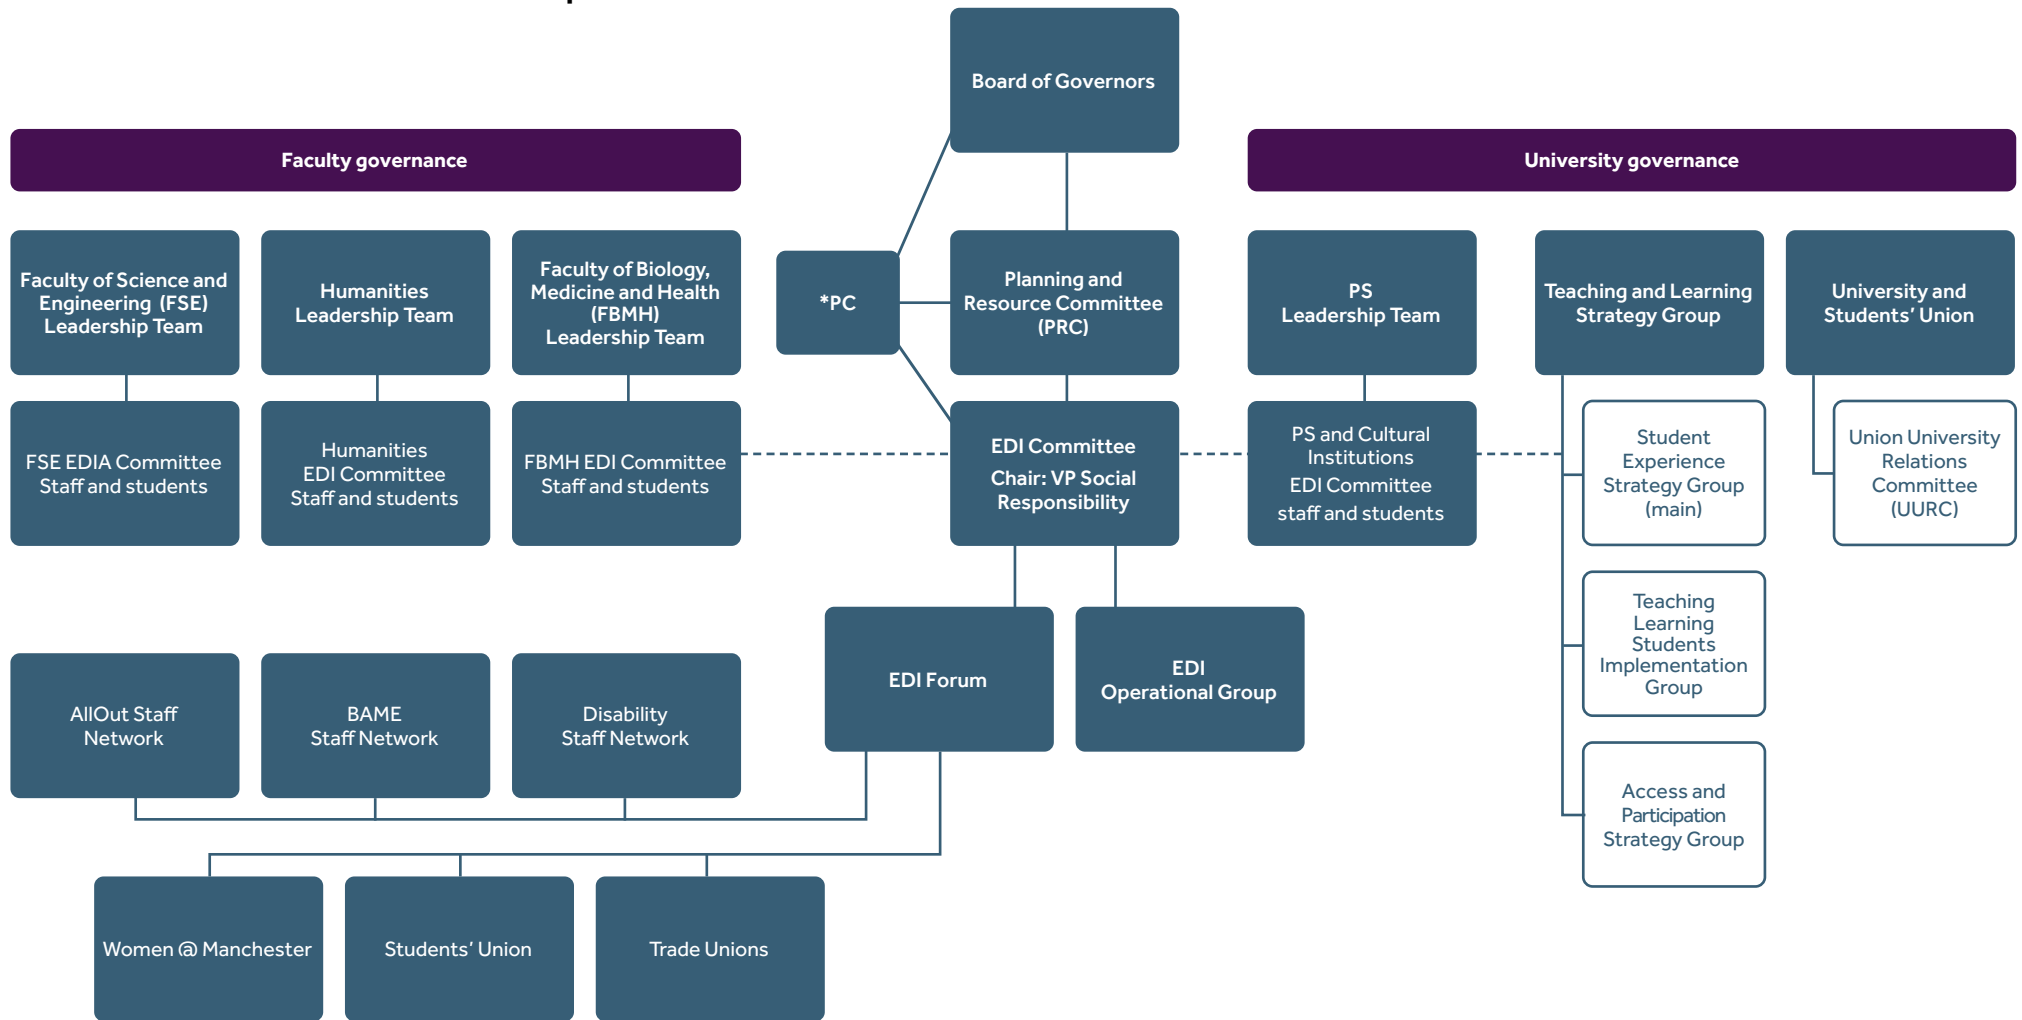 Board of Governors
Faculty governance
University governance
Faculty of Science and
Engineering (FSE)
Leadership Team
Humanities
Leadership Team
Faculty of Biology,
Medicine and Health
(FBMH)
Leadership Team
*PC
Planning and
Resource Committee
(PRC)
PS
Leadership Team
Teaching and Learning
Strategy Group
University and
Students’ Union
FSE EDIA Committee
Staff and students
Humanities
EDI Committee
Staff and students
FBMH EDI Committee
Staff and students
EDI Committee
Chair: VP Social
Responsibility
PS and Cultural
Institutions
EDI Committee
staff and students
Student
Experience
Strategy Group
(main)
Union University
Relations
Committee
(UURC)
Teaching
Learning
Students
Implementation
Group
EDI Forum
EDI
Operational Group
AllOut Staff
Network
BAME
Staff Network
Disability
Staff Network
Access and
Participation
Strategy Group
Women @ Manchester
Students’ Union
Trade Unions